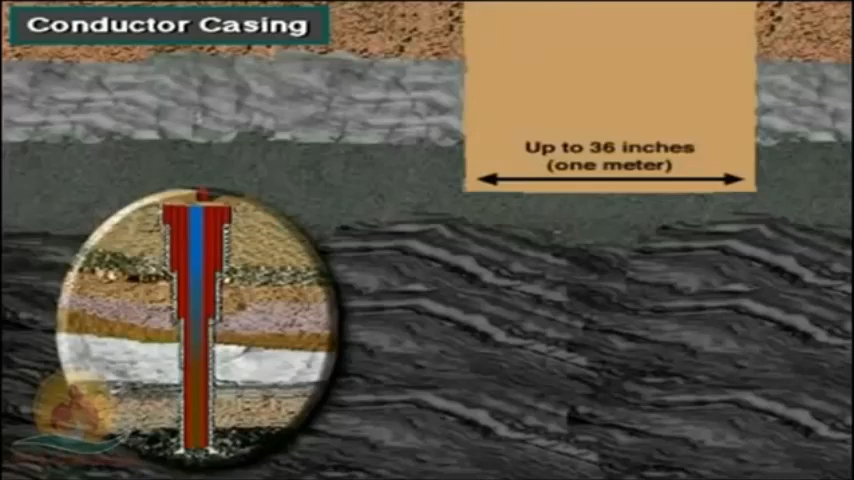 Conductor Casing
Up to 36 inches
(one meter)